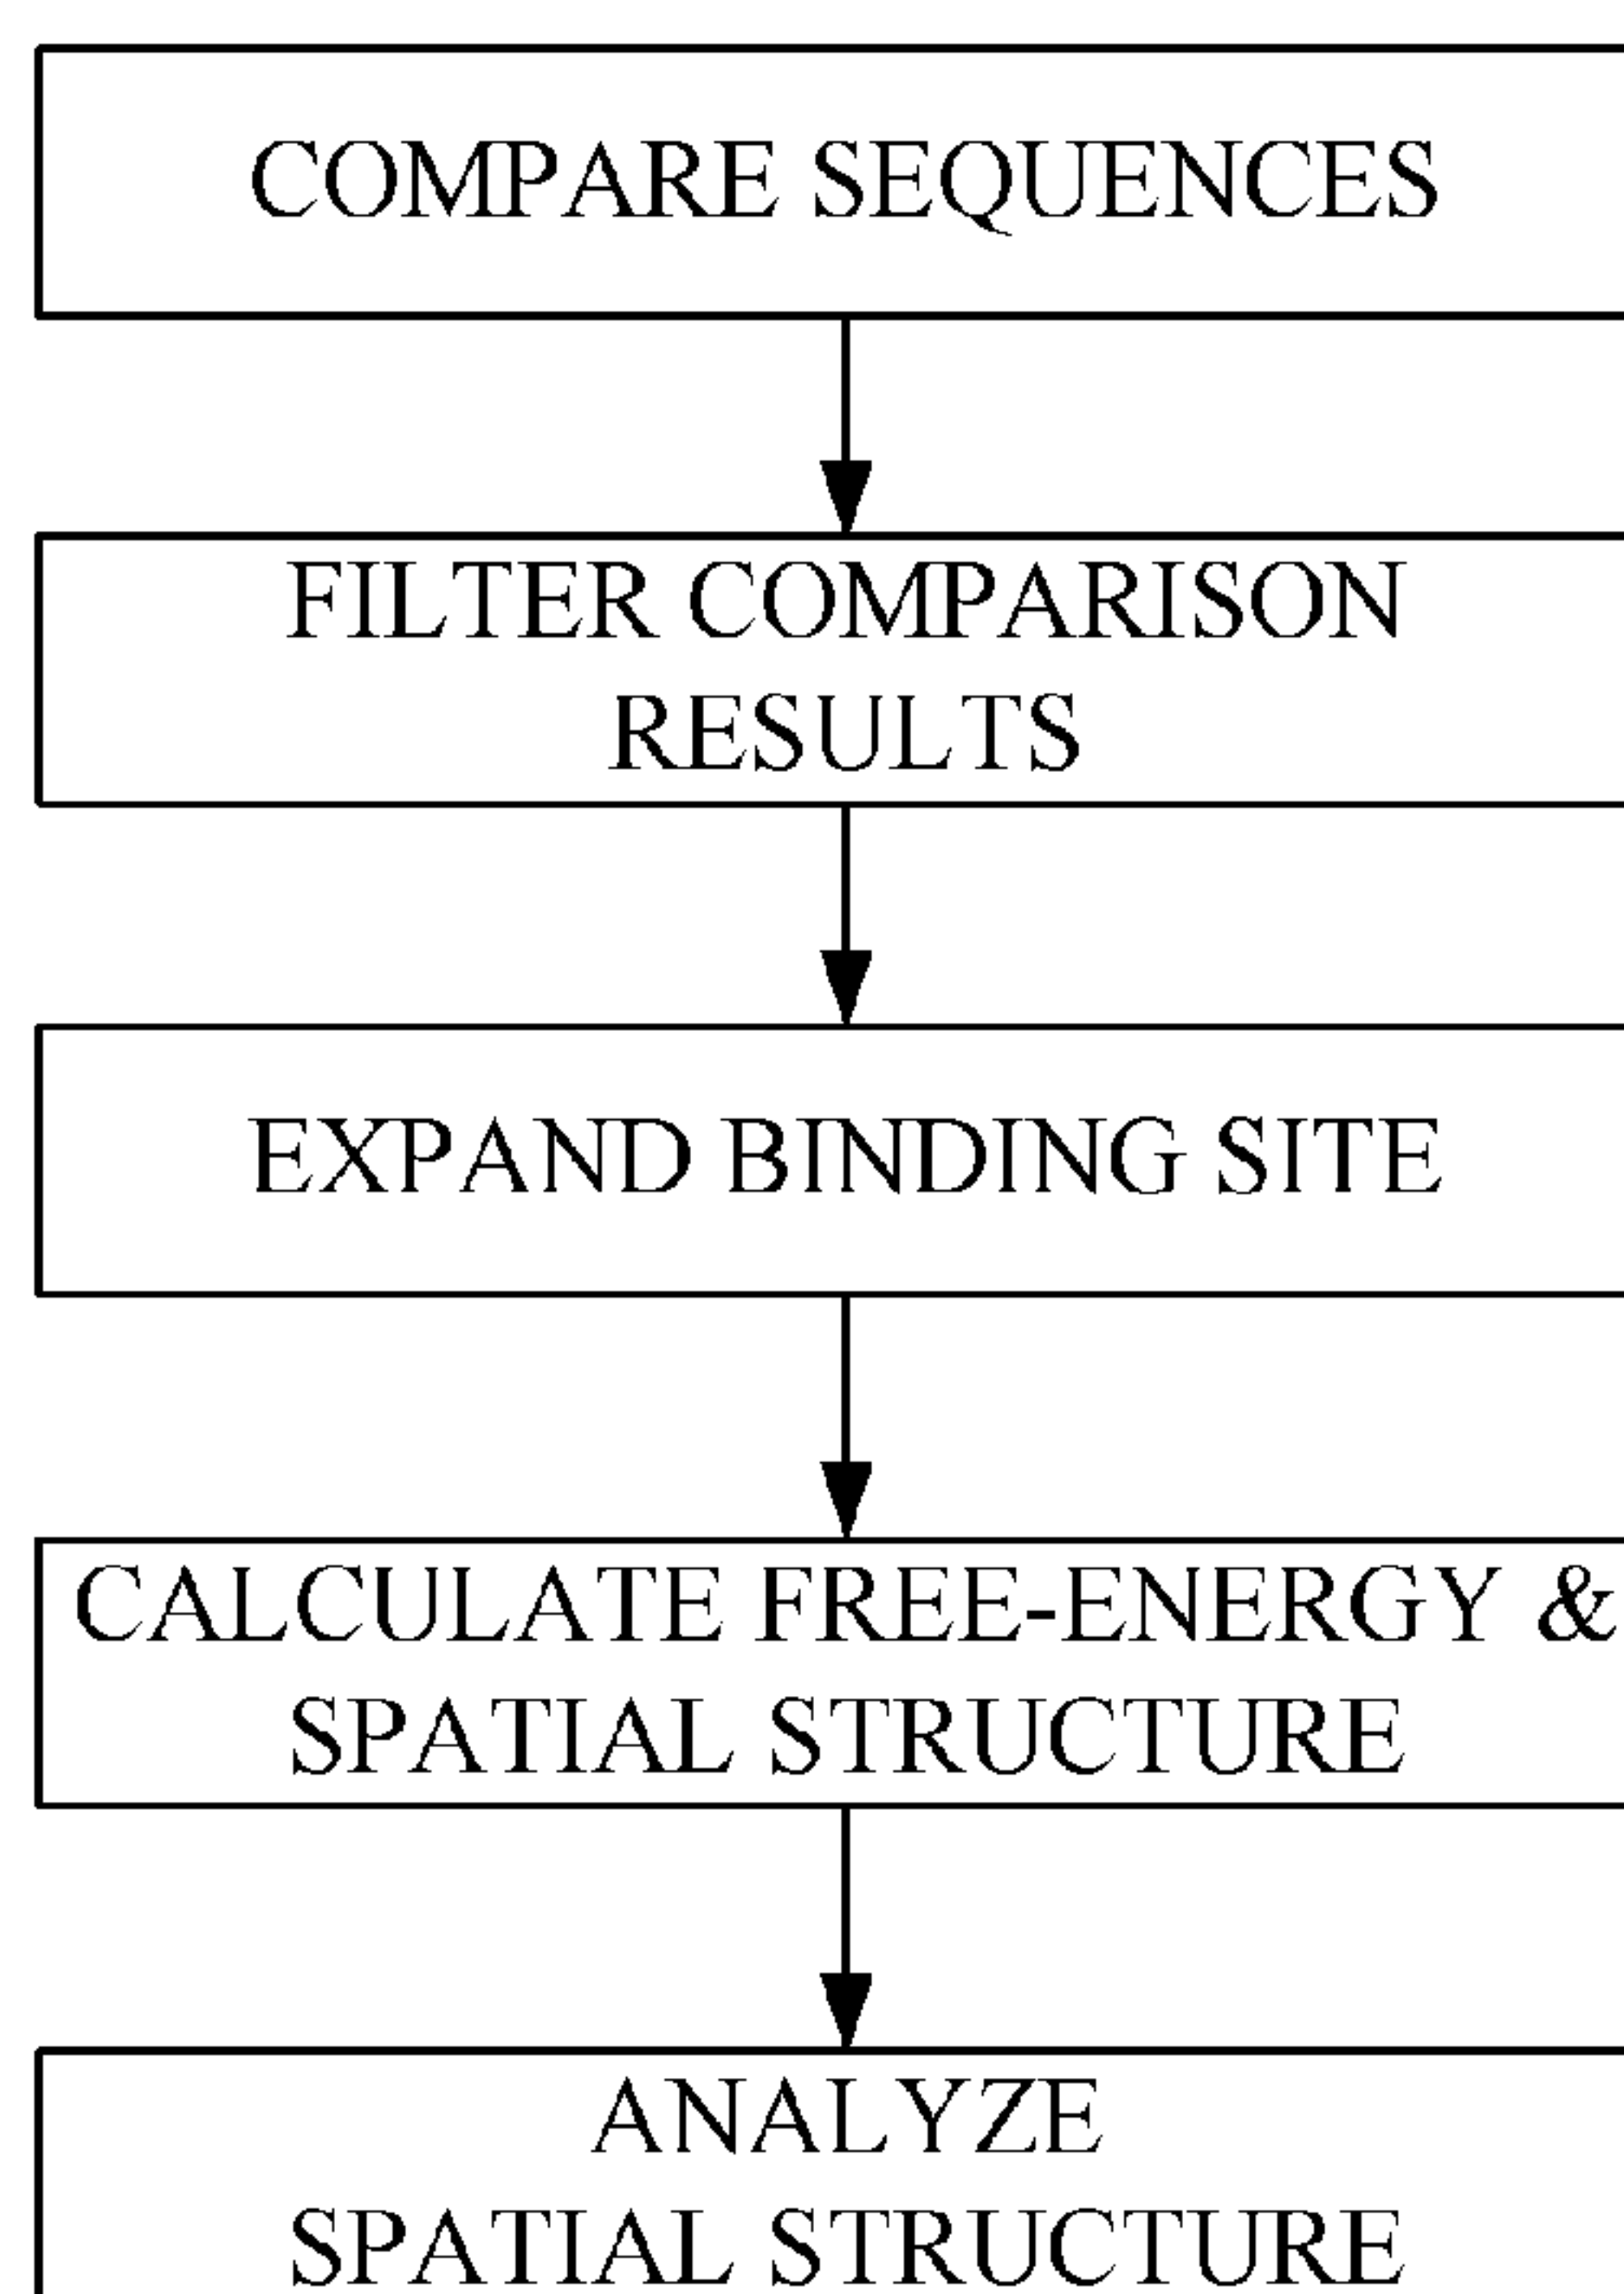 COMPARE SEQUENCES
FILTER COMPARISON
RESULTS
EXPAND BINDING SITE
CALCULATE FREE-ENERGY &
SPATIAL STRUCTURE
ANALYZE
SPATIAL STRUCTURE